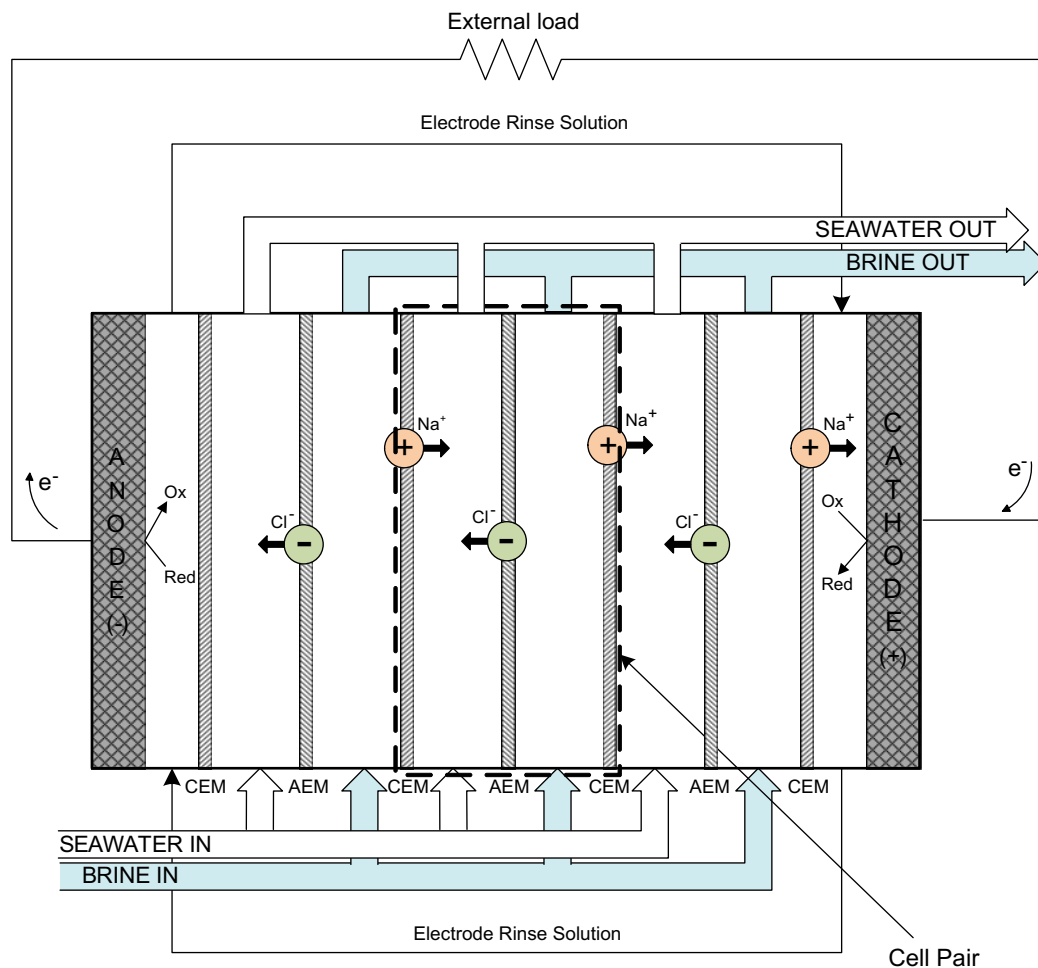 External load
Electrode Rinse Solution
SEAWATER OUT
BRINE OUT
Na⁺
Na⁺
Na⁺
A
N
O
D
E
(-)
C
A
T
H
O
D
E
(+)
+
+
+
e⁻
e⁻
Ox
Red
Cl⁻
Cl⁻
Cl⁻
-
-
-
Ox
Red
CEM
AEM
CEM
AEM
CEM
AEM
CEM
SEAWATER IN
BRINE IN
Electrode Rinse Solution
Cell Pair